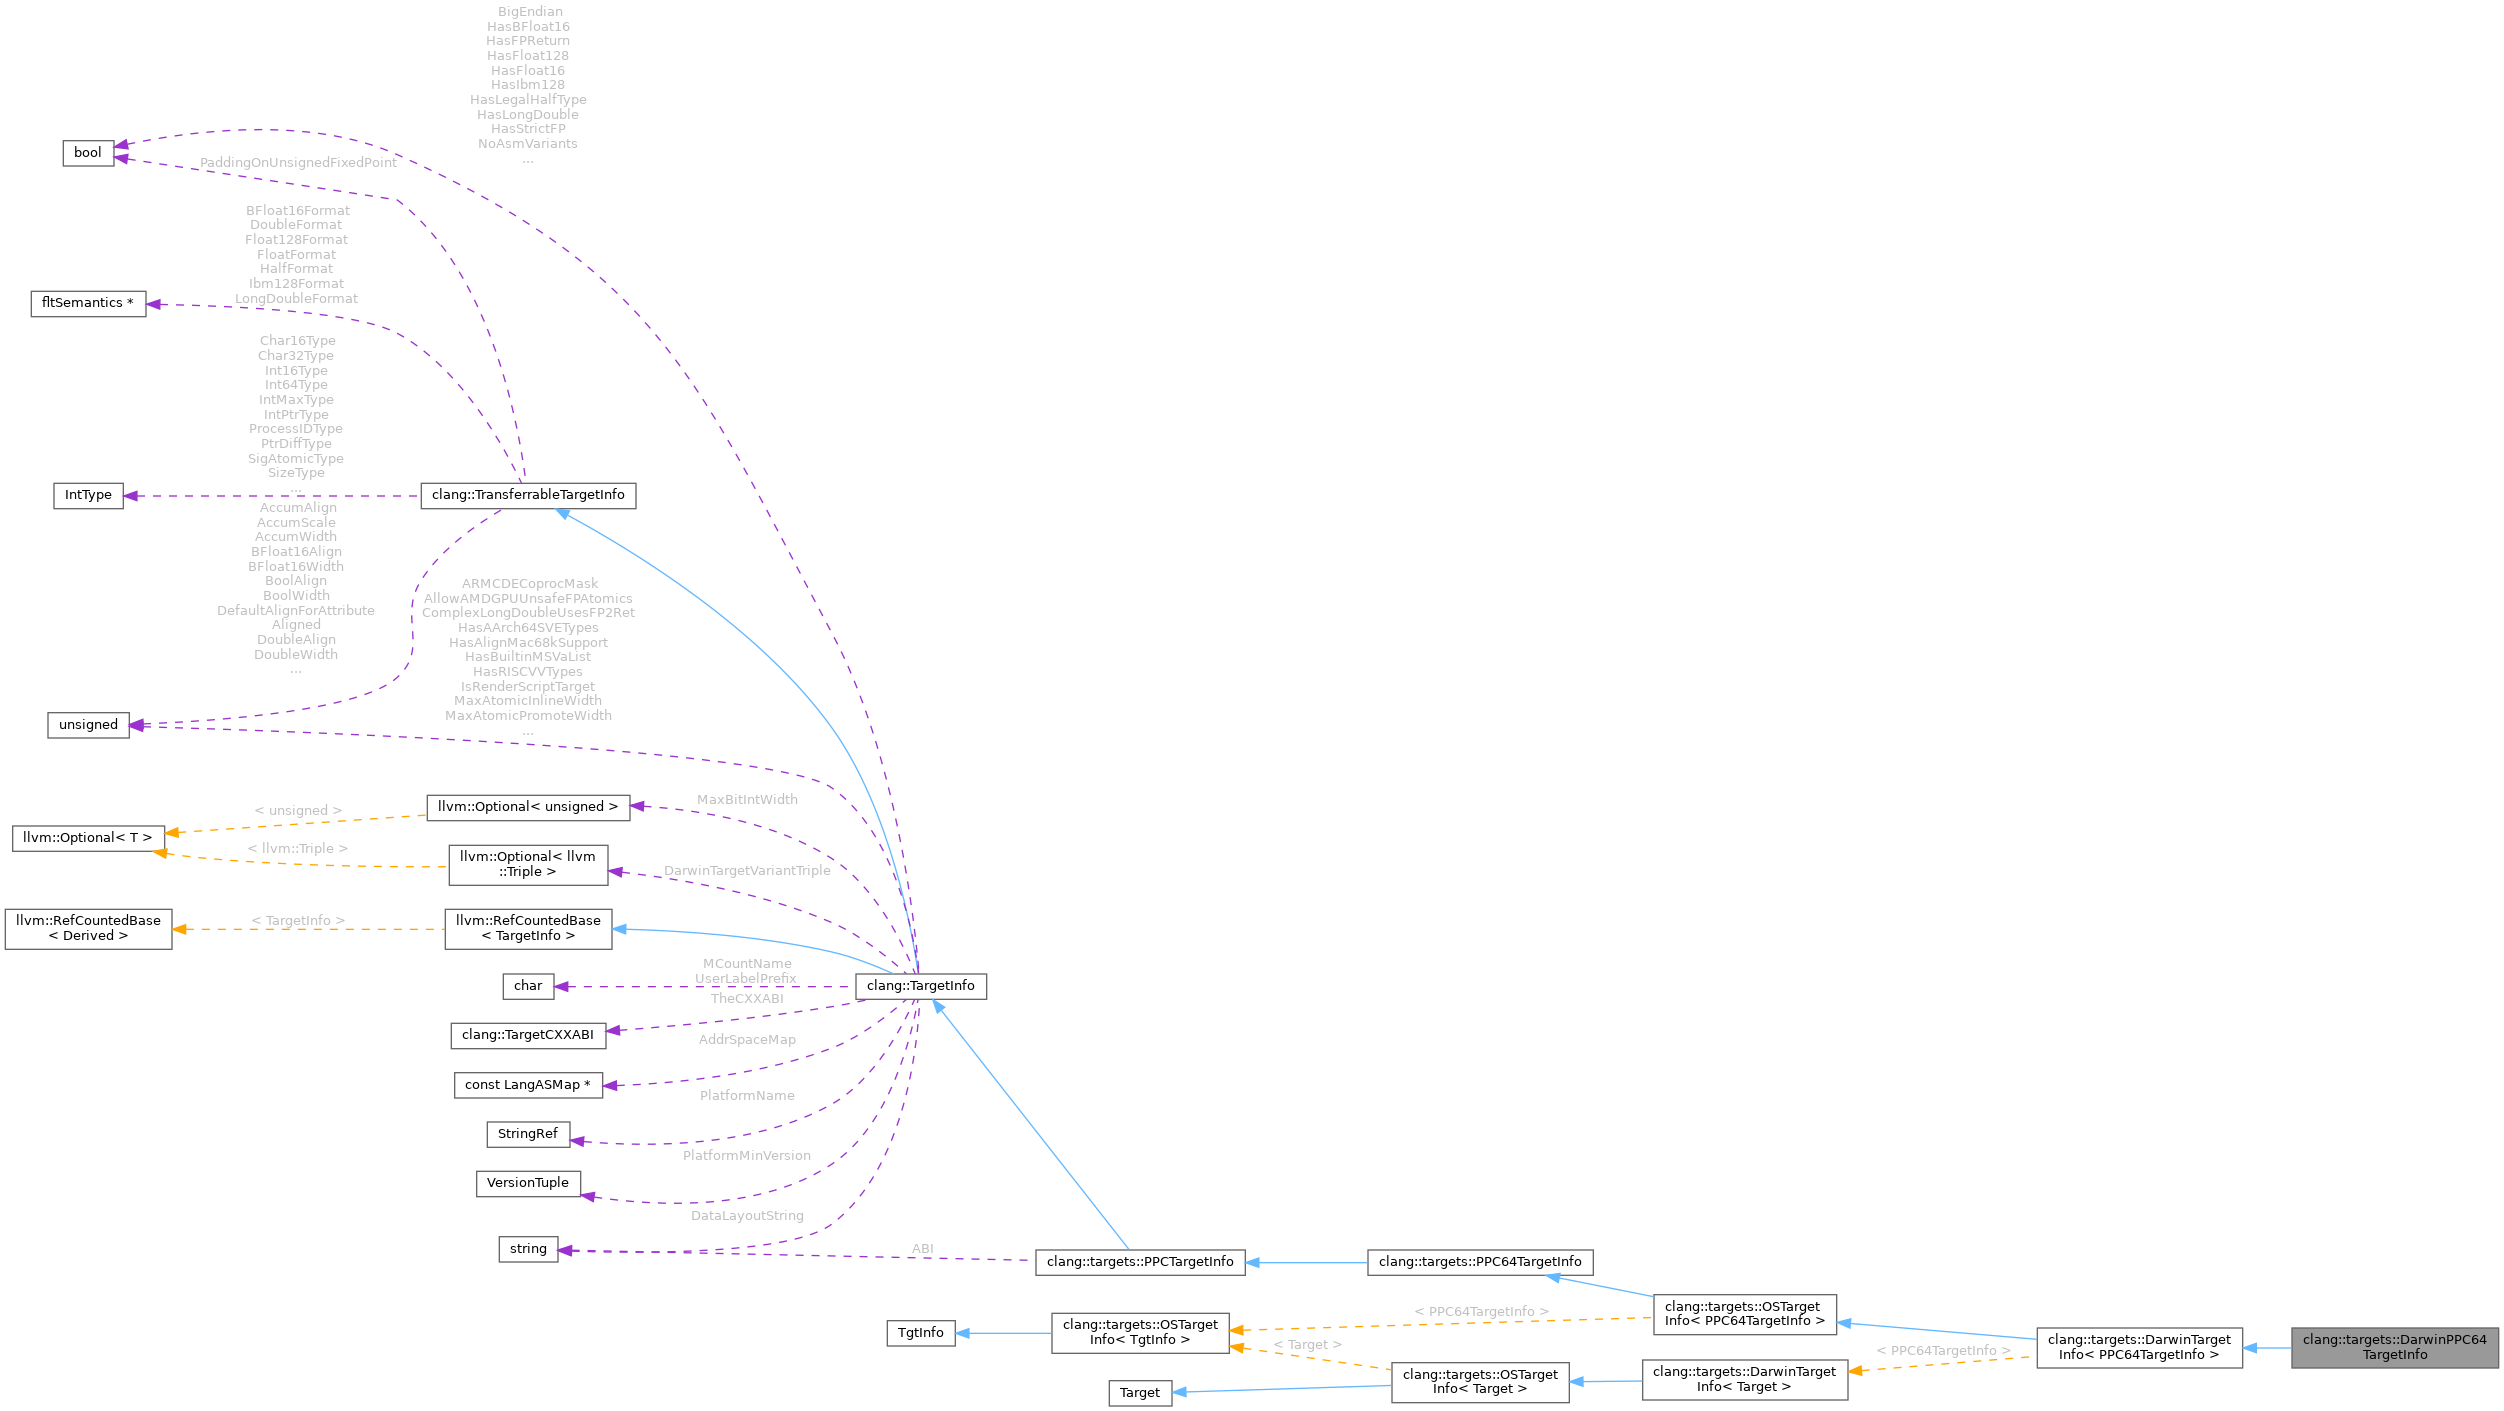 BigEndian
HasBFloat16
HasFPReturn
HasFloat128
HasFloat16
HasIbm128
HasLegalHalfType
HasLongDouble
HasStrictFP
NoAsmVariants
...
bool
PaddingOnUnsignedFixedPoint
BFloat16Format
DoubleFormat
Float128Format
FloatFormat
HalfFormat
Ibm128Format
LongDoubleFormat
fltSemantics *
Char16Type
Char32Type
Int16Type
Int64Type
IntMaxType
IntPtrType
ProcessIDType
PtrDiffType
SigAtomicType
SizeType
...
IntType
clang::TransferrableTargetInfo
AccumAlign
AccumScale
AccumWidth
BFloat16Align
BFloat16Width
BoolAlign
BoolWidth
DefaultAlignForAttribute
Aligned
DoubleAlign
DoubleWidth
...
ARMCDECoprocMask
AllowAMDGPUUnsafeFPAtomics
ComplexLongDoubleUsesFP2Ret
HasAArch64SVETypes
HasAlignMac68kSupport
HasBuiltinMSVaList
HasRISCVVTypes
IsRenderScriptTarget
MaxAtomicInlineWidth
MaxAtomicPromoteWidth
...
unsigned
llvm::Optional< T >
< unsigned >
llvm::Optional< unsigned >
MaxBitIntWidth
< llvm::Triple >
llvm::Optional< llvm
::Triple >
DarwinTargetVariantTriple
llvm::RefCountedBase
< Derived >
< TargetInfo >
llvm::RefCountedBase
< TargetInfo >
char
MCountName
UserLabelPrefix
clang::TargetInfo
TheCXXABI
clang::TargetCXXABI
AddrSpaceMap
const LangASMap *
PlatformName
StringRef
PlatformMinVersion
VersionTuple
DataLayoutString
string
ABI
clang::targets::PPCTargetInfo
clang::targets::PPC64TargetInfo
TgtInfo
clang::targets::OSTarget
Info< TgtInfo >
< PPC64TargetInfo >
< Target >
clang::targets::OSTarget
Info< PPC64TargetInfo >
Target
clang::targets::OSTarget
Info< Target >
clang::targets::DarwinTarget
Info< Target >
< PPC64TargetInfo >
clang::targets::DarwinTarget
Info< PPC64TargetInfo >
clang::targets::DarwinPPC64
TargetInfo